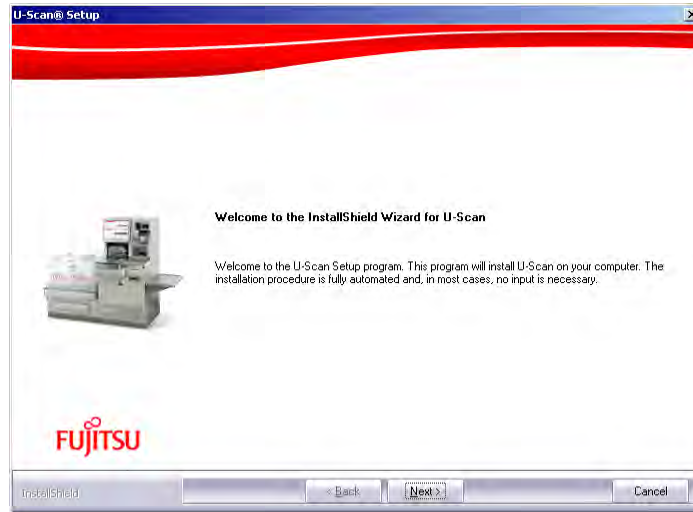 U-Scan® Setup
Welcome to the InstallShield Wizard for U-Scan
Welcome to the U-Scan Setup program. This program will install U-Scan on your computer. The
installation procedure is fully automated and, in most cases, no input is necessary.
FUJITSU
InstallShield
< Back
Next >
Cancel